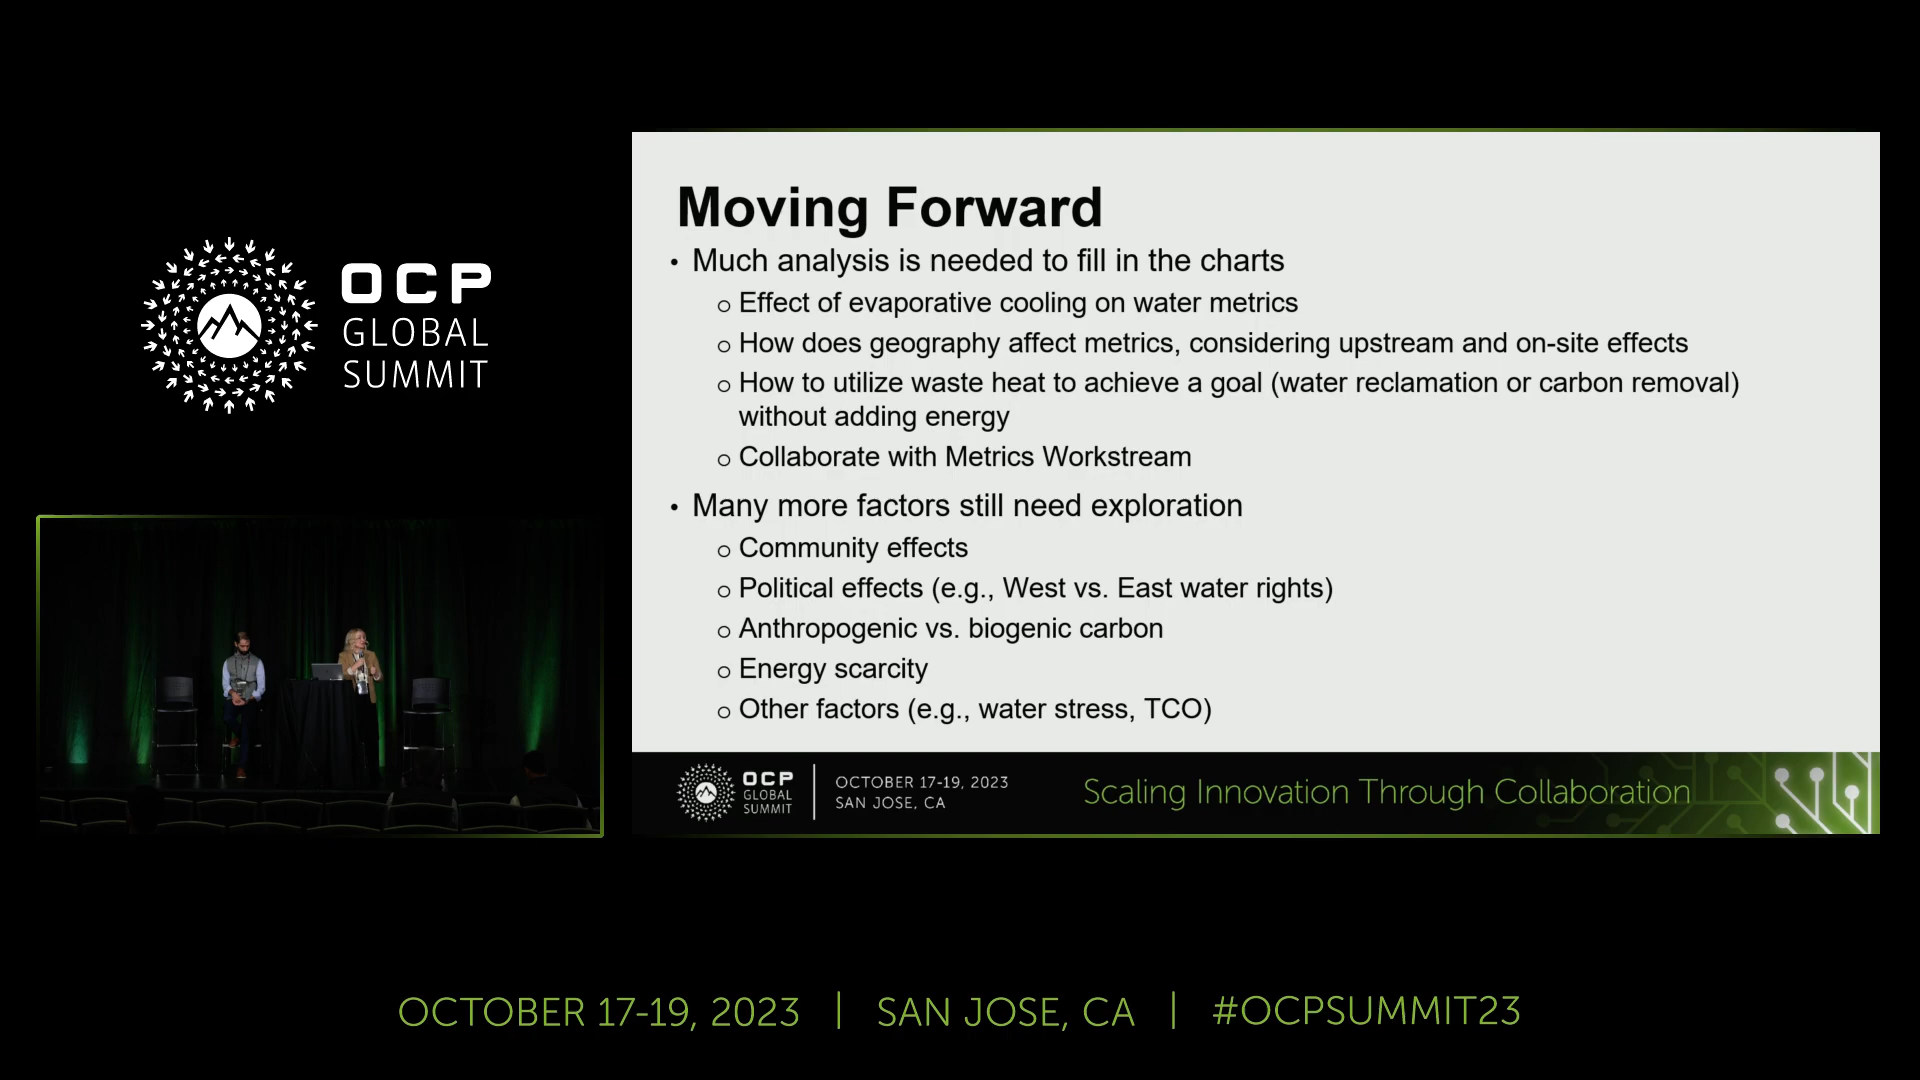 OCP
GLOBAL
SUMMIT
Moving Forward
• Much analysis is needed to fill in the charts
o Effect of evaporative cooling on water metrics
o How does geography affect metrics, considering upstream and on-site effects
o How to utilize waste heat to achieve a goal (water reclamation or carbon removal)
without adding energy
o Collaborate with Metrics Workstream
• Many more factors still need exploration
o Community effects
o Political effects (e.g., West vs. East water rights)
o Anthropogenic vs. biogenic carbon
o Energy scarcity
o Other factors (e.g., water stress, TCO)
OCP
GLOBAL
SUMMIT
OCTOBER 17-19, 2023
SAN JOSE, CA
Scaling Innovation Through Collaboration
OCTOBER 17-19, 2023 | SAN JOSE, CA | #OCPSUMMIT23